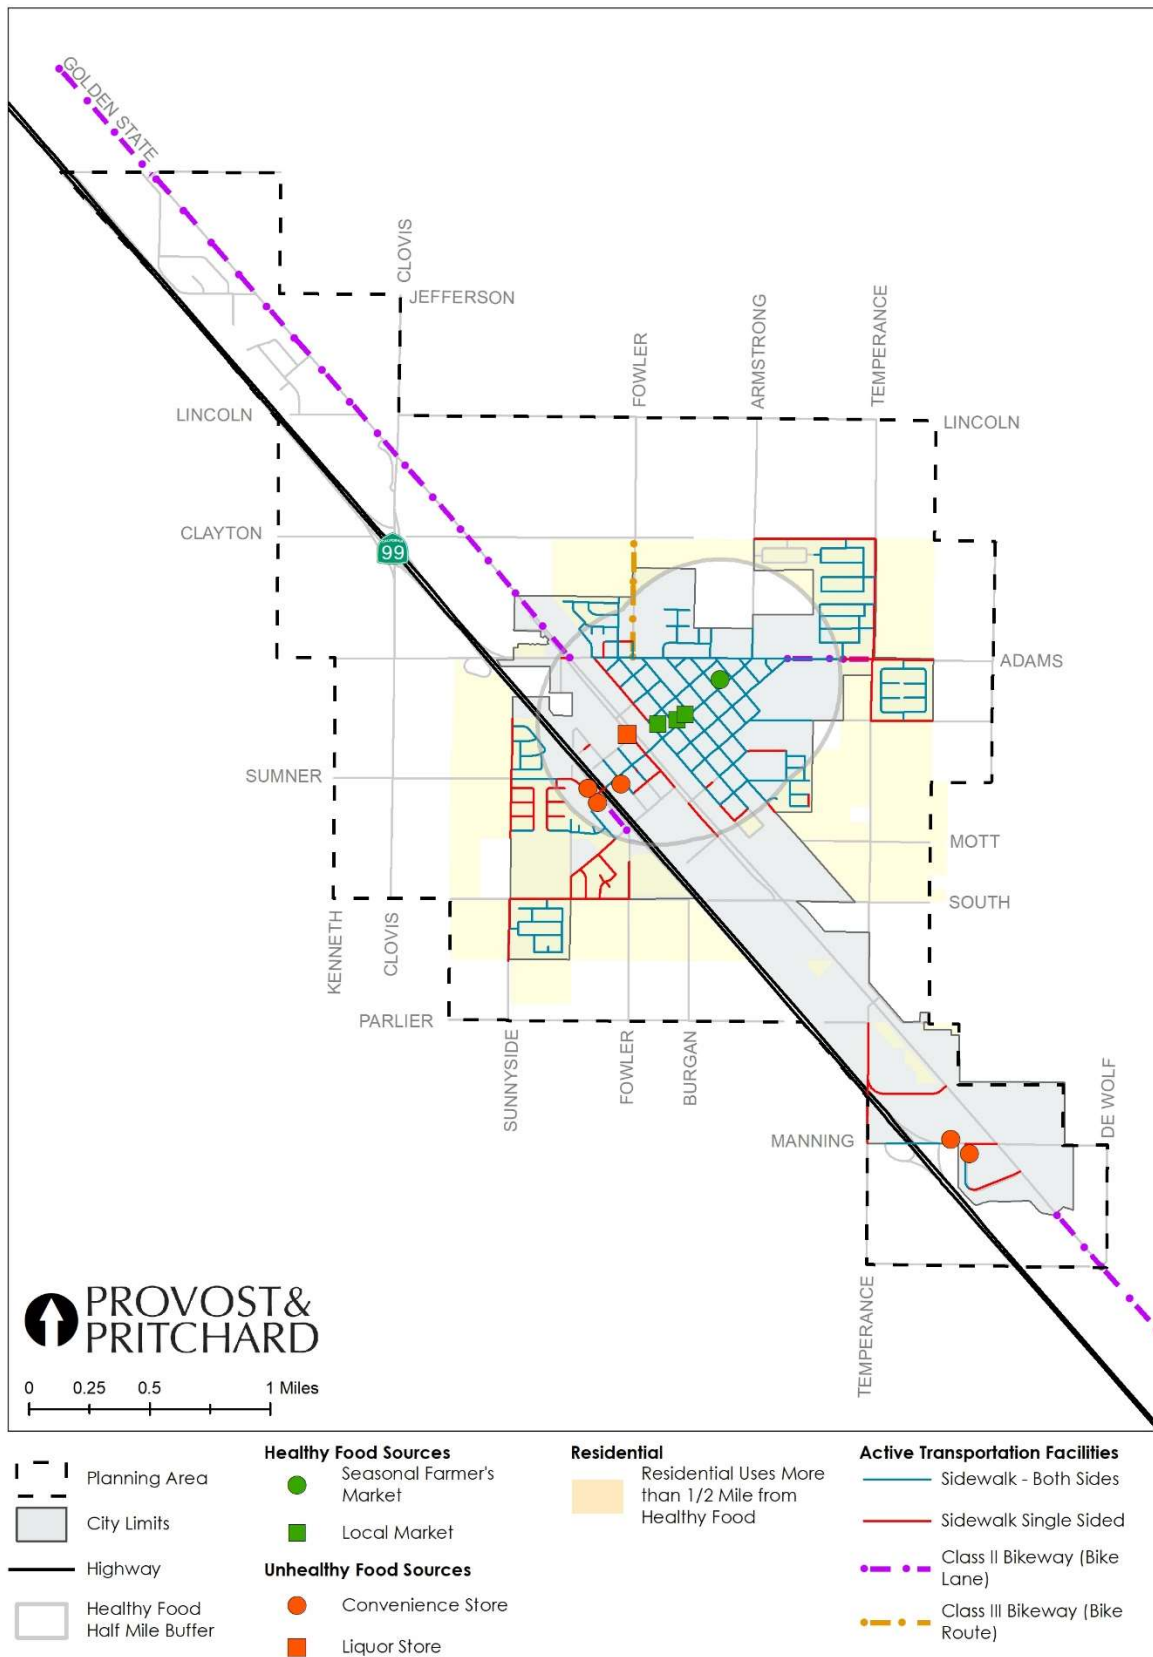 GOLDEN STATE
CLOVIS
JEFFERSON
FOWLER
ARMSTRONG
TEMPERANCE
LINCOLN
LINCOLN
CLAYTON
CALIFORNIA
99
ADAMS
SUMNER
MOTT
SOUTH
KENNETH
CLOVIS
PARLIER
SUNNYSIDE
FOWLER
BURGAN
DE WOLF
MANNING
TEMPERANCE
PROVOST&
PRITCHARD
0 0.25 0.5 1 Miles
Planning Area
City Limits
Highway
Healthy Food
Half Mile Buffer
Healthy Food Sources
Seasonal Farmer's
Market
Local Market
Unhealthy Food Sources
Convenience Store
Liquor Store
Residential
Residential Uses More
than 1/2 Mile from
Healthy Food
Active Transportation Facilities
Sidewalk - Both Sides
Sidewalk Single Sided
Class II Bikeway (Bike
Lane)
Class III Bikeway (Bike
Route)